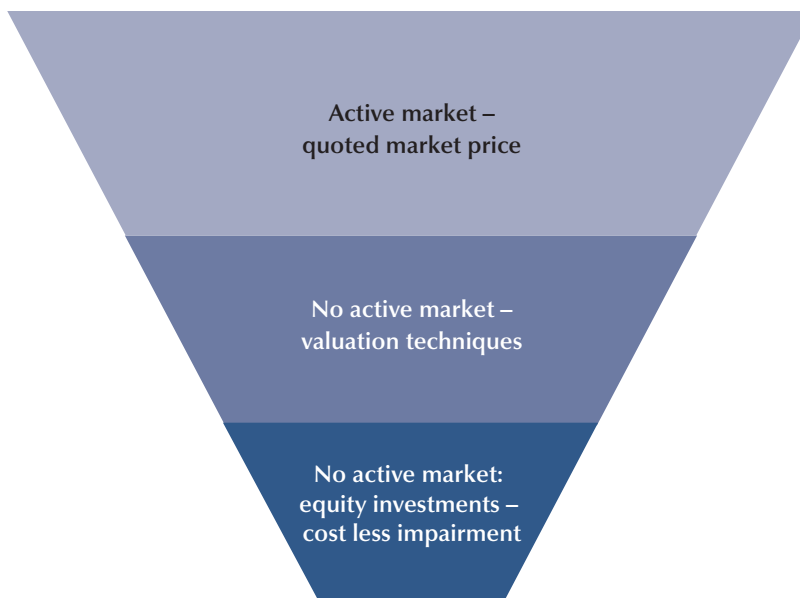 Active market –
quoted market price
No active market –
valuation techniques
No active market:
equity investments –
cost less impairment